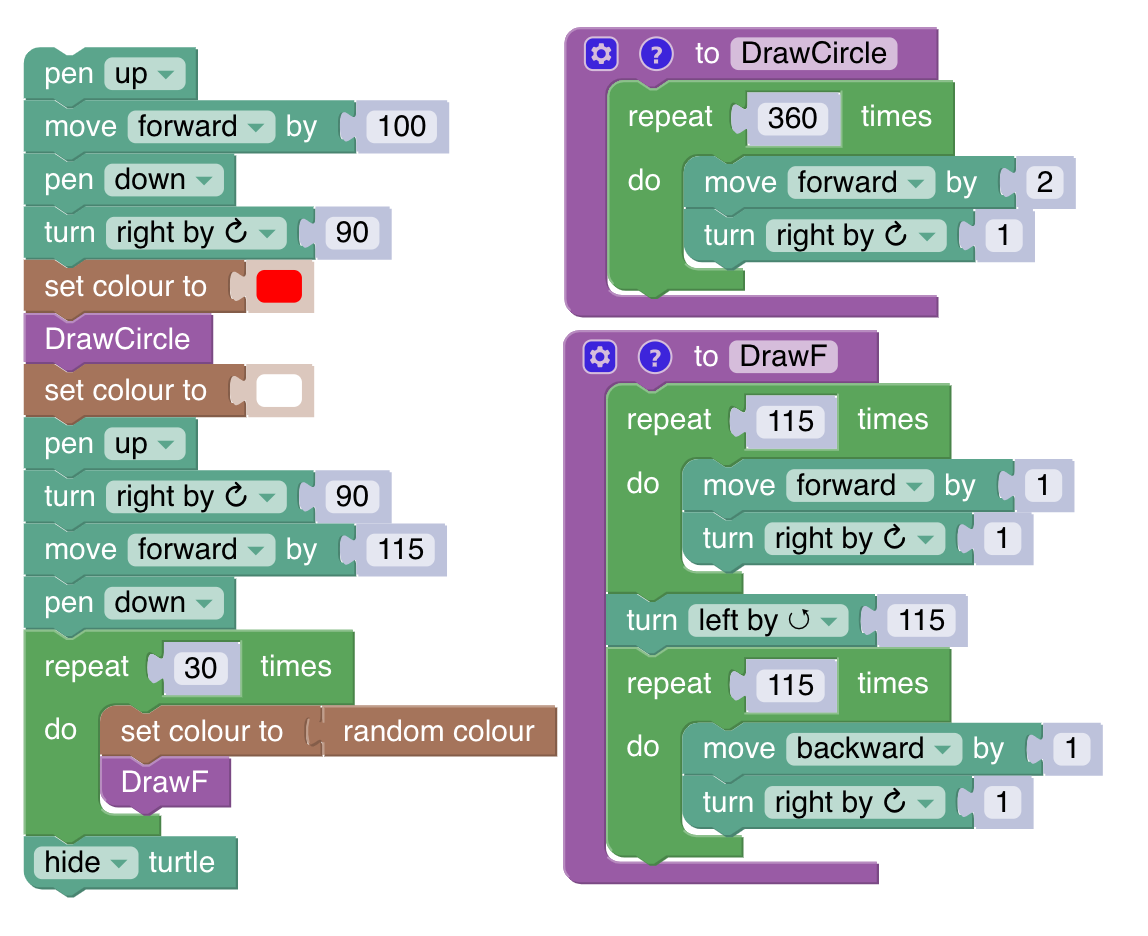 pen up
move forward by 100
pen down
turn right by ↻ 90
set colour to
DrawCircle
set colour to
pen up
turn right by ↻ 90
move forward by 115
pen down
repeat 30 times
do set colour to random colour
DrawF
hide turtle
? to DrawCircle
repeat 360 times
do move forward by 2
turn right by ↻ 1
? to DrawF
repeat 115 times
do move forward by 1
turn right by ↻ 1
turn left by ↺ 115
repeat 115 times
do move backward by 1
turn right by ↻ 1